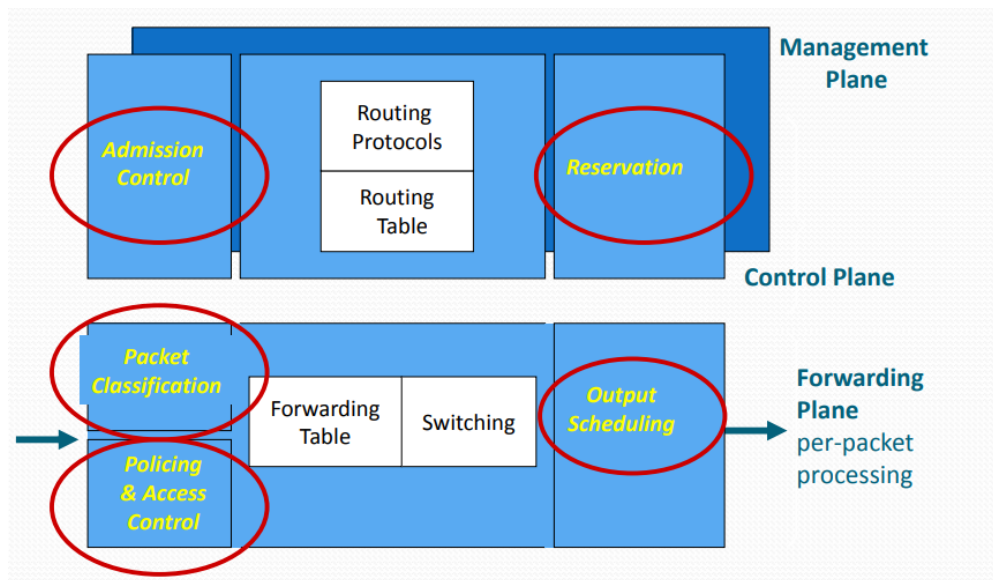 Management
Plane
Routing
Protocols
Admission
Control
Reservation
Routing
Table
Control Plane
Packet
Classification
Forwarding
Table
Switching
Output
Scheduling
Forwarding
Plane
per-packet
processing
Policing
& Access
Control